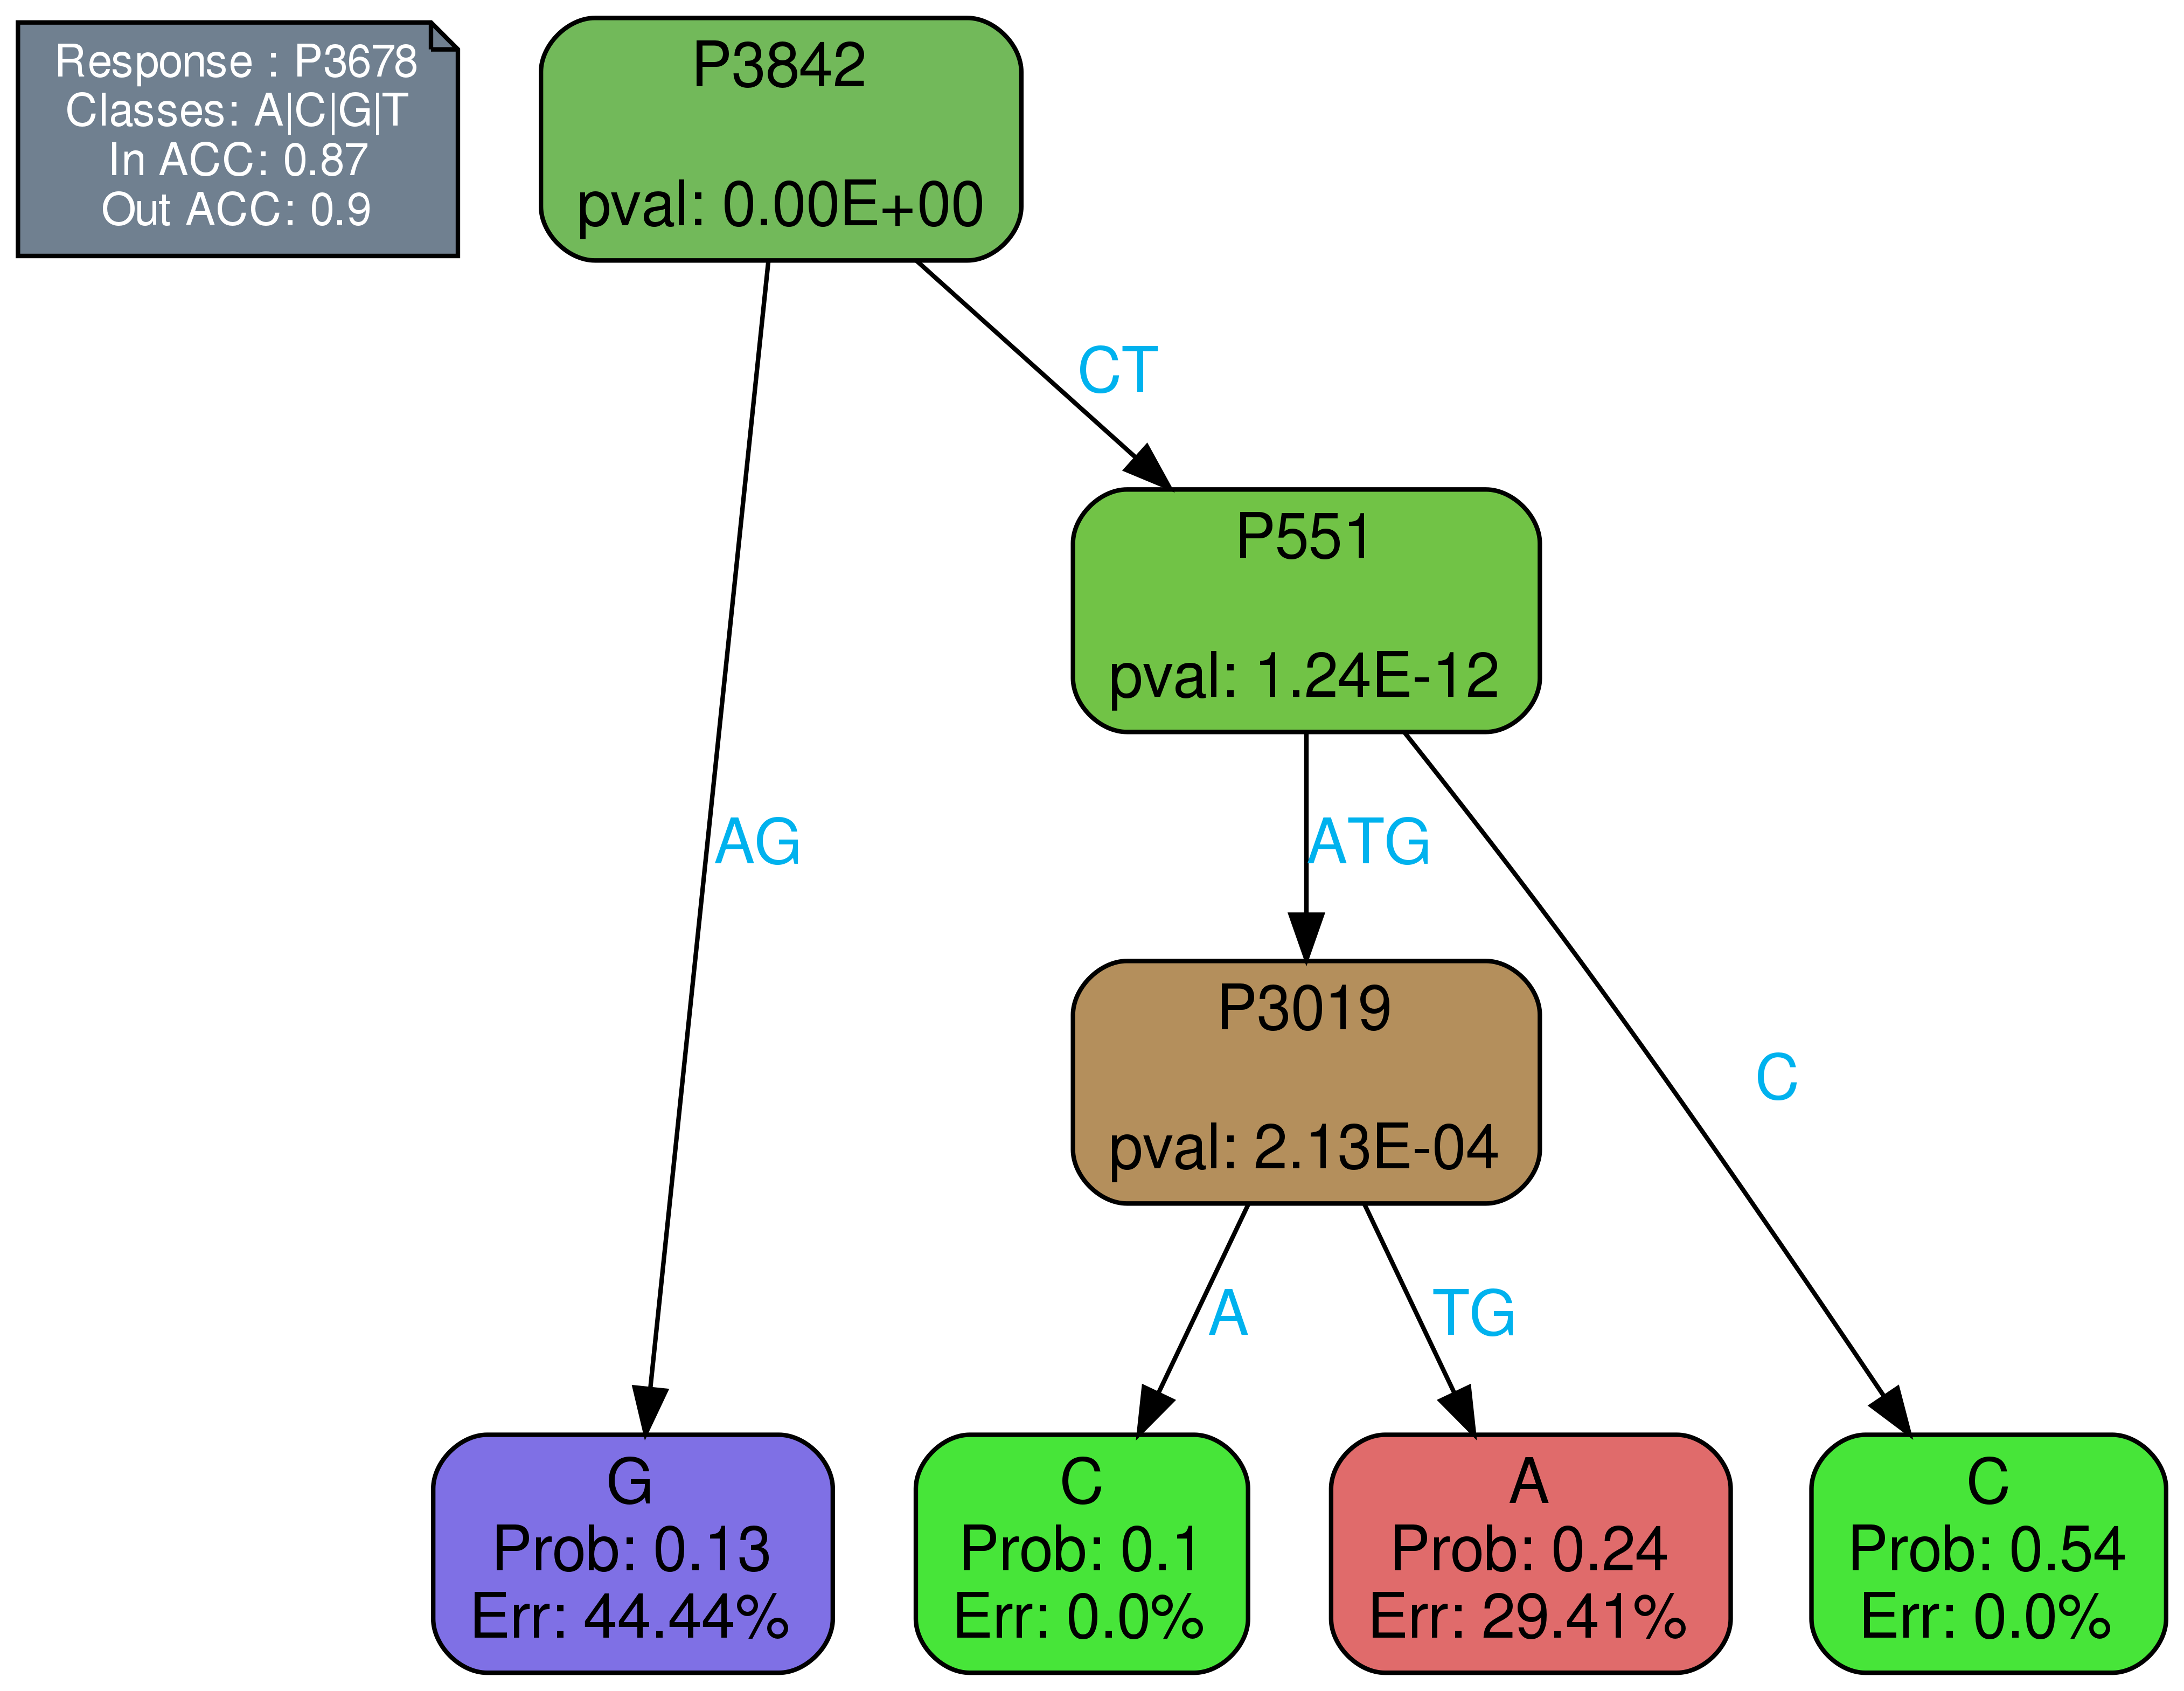 Response : P3678
Classes: A|C|G|T
In ACC: 0.87
Out ACC: 0.9
P3842
pval: 0.00E+00
CT
P551
pval: 1.24E-12
AG
ATG
C
P3019
pval: 2.13E-04
A
TG
G
Prob: 0.13
Err: 44.44%
C
Prob: 0.1
Err: 0.0%
A
Prob: 0.24
Err: 29.41%
C
Prob: 0.54
Err: 0.0%